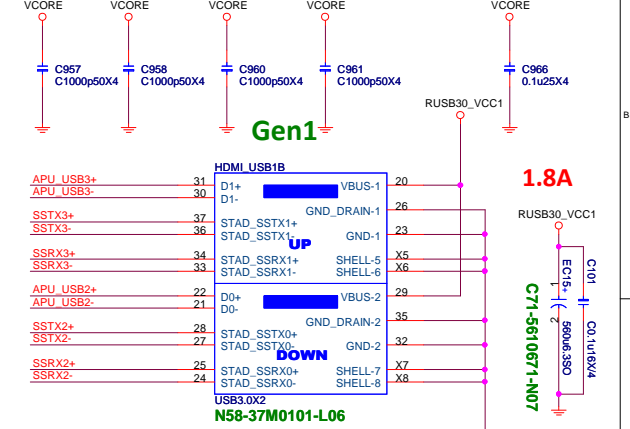 VCORE
VCORE
VCORE
VCORE
VCORE
C957
C1000p50X4
C958
C1000p50X4
C960
C1000p50X4
C961
C1000p50X4
C966
0.1u25X4
B
RUSB30_VCC1
Gen1
HDMI_USB1B
APU_USB3+ 31 D1+ VBUS-1 20
APU_USB3- 30 D1-
GND_DRAIN-1 26
SSTX3+ 37 STAD_SSTX1+
SSTX3- 36 STAD_SSTX1- GND-1 23
UP
SSRX3+ 34 STAD_SSRX1+ SHELL-5 X5
SSRX3- 33 STAD_SSRX1- SHELL-6 X6
APU_USB2+ 22 D0+ VBUS-2 29
APU_USB2- 21 D0-
GND_DRAIN-2 35
SSTX2+ 28 STAD_SSTX0+
SSTX2- 27 STAD_SSTX0- GND-2 32
DOWN
SSRX2+ 25 STAD_SSRX0+ SHELL-7 X7
SSRX2- 24 STAD_SSRX0- SHELL-8 X8
USB3.0X2
N58-37M0101-L06
1.8A
RUSB30_VCC1
C101
C0.1u16X/4
EC15+
560u6.3SO
1
2
C71-5610671-N07